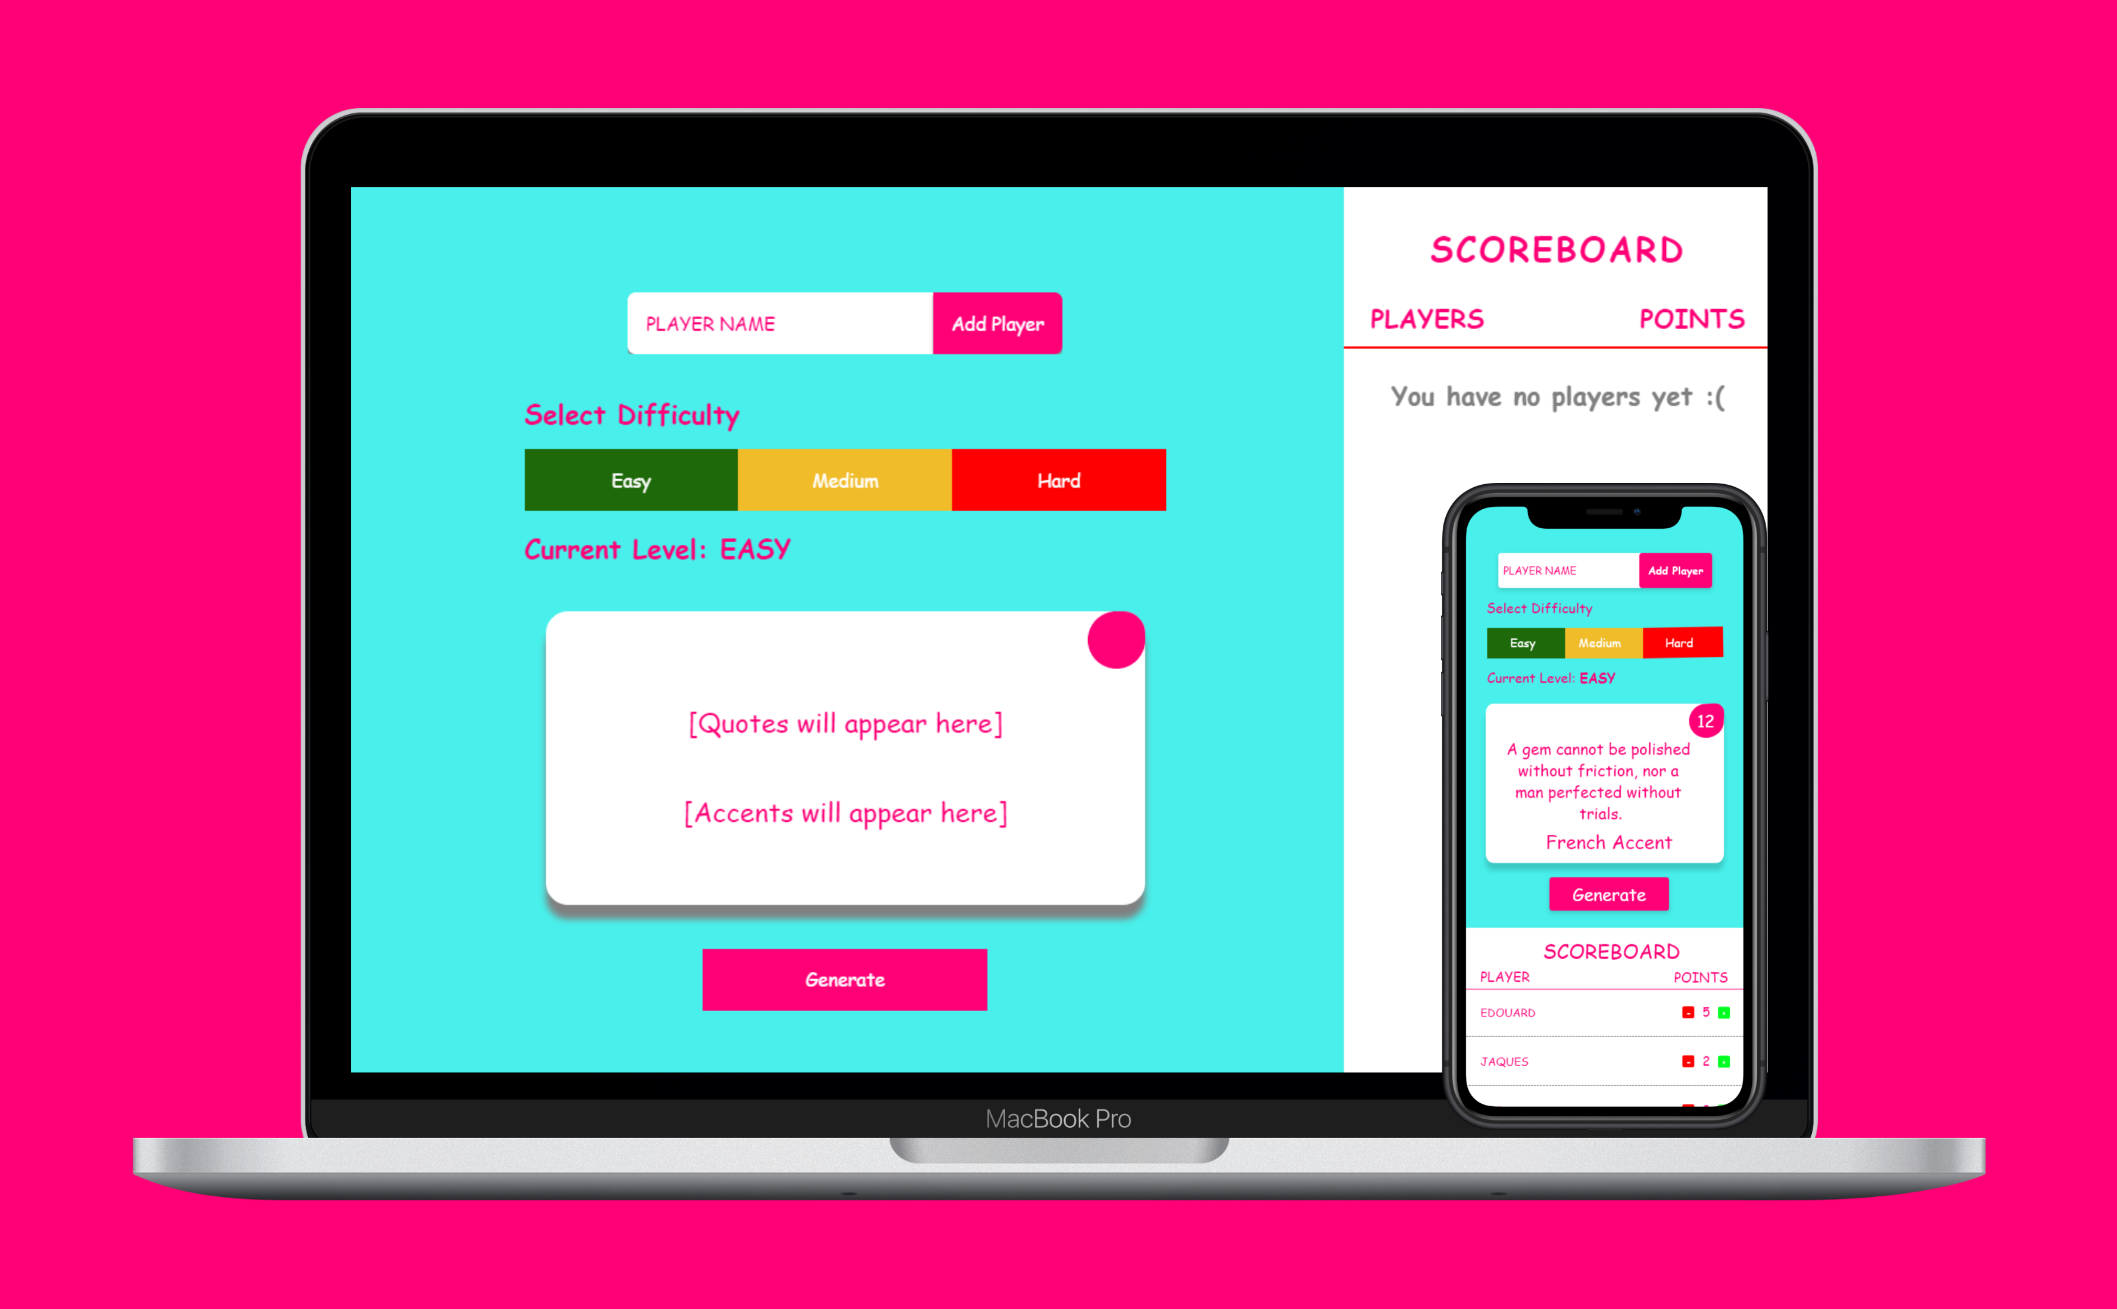 PLAYER NAME
Add Player
Select Difficulty
Easy
Medium
Hard
Current Level: EASY
[Quotes will appear here]
[Accents will appear here]
Generate
SCOREBOARD
PLAYERS
POINTS
You have no players yet :(
PLAYER NAME
Add Player
Select Difficulty
Easy
Medium
Hard
Current Level: EASY
12
A gem cannot be polished
without friction, nor a
man perfected without
trials.
French Accent
Generate
SCOREBOARD
PLAYER
POINTS
EDOUARD
- 5
JAQUES
- 2
MacBook Pro